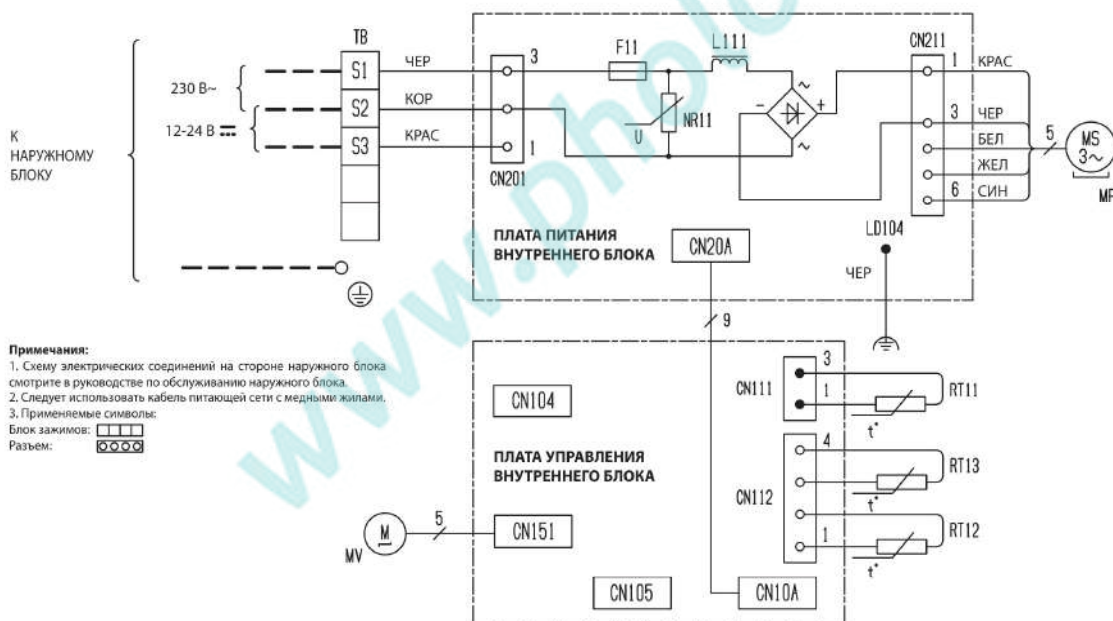 К
НАРУЖНОМУ
БЛОКУ
230 В~
12-24 В
TB
S1
S2
S3
ЧЕР
КОР
КРАС
3
1
CN201
F11
L111
NR11
U
~
-
+
~
CN211
1
3
6
КРАС
ЧЕР
БЕЛ
ЖЕЛ
СИН
5
MS
3~
ПЛАТА ПИТАНИЯ
ВНУТРЕННЕГО БЛОКА
CN20A
LD104
ЧЕР
9
Примечания:
1. Схему электрических соединений на стороне наружного блока
смотрите в руководстве по обслуживанию наружного блока.
2. Следует использовать кабель питающей сети с медными жилами.
3. Применяемые символы:
Блок зажимов:
Разъем:
CN104
ПЛАТА УПРАВЛЕНИЯ
ВНУТРЕННЕГО БЛОКА
MV
M
5
CN151
CN105
CN10A
CN111
3
1
RT11
t°
CN112
4
1
RT13
t°
RT12
t°